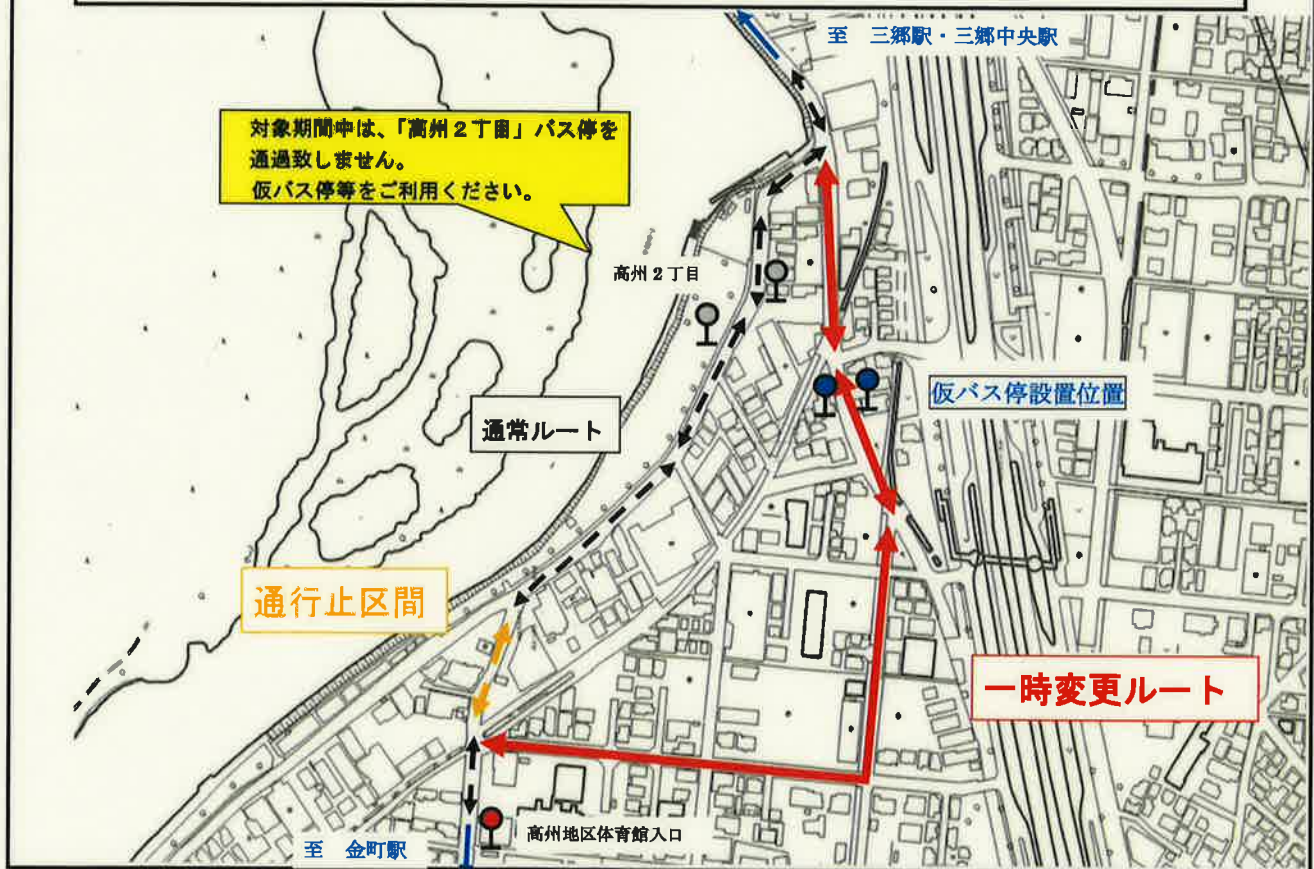 至　三郷駅・三郷中央駅
対象期間中は、「高州２丁目」バス停を
通過致しません。
仮バス停等をご利用ください。
高州２丁目
仮バス停設置位置
通常ルート
通行止区間
一時変更ルート
高州地区体育館入口
至　金町駅